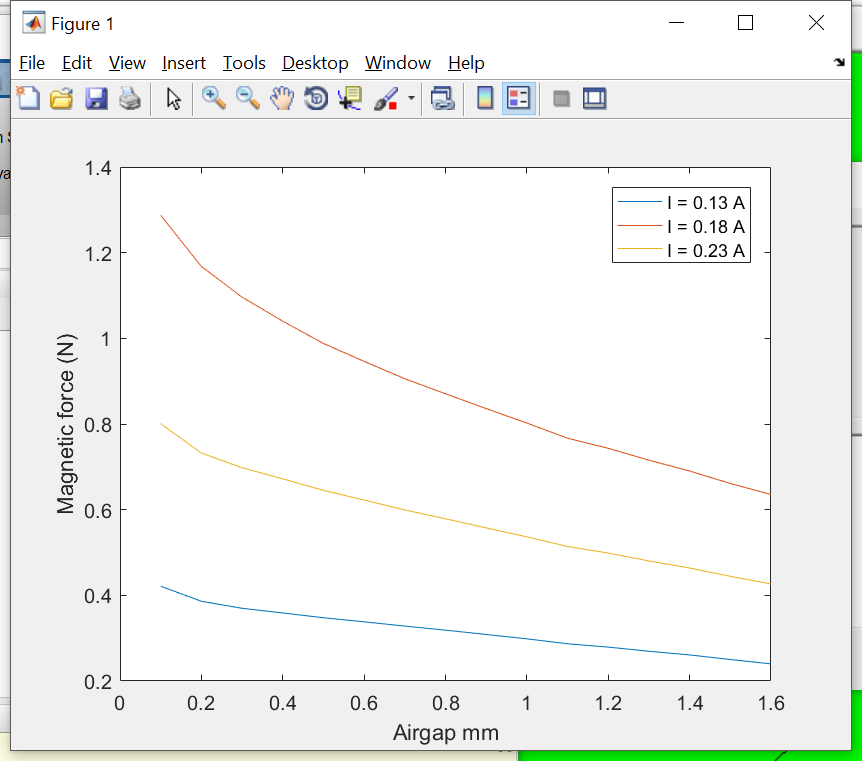 Figure 1
File Edit View Insert Tools Desktop Window Help
1.4
1.2
1
0.8
0.6
0.4
0.2
Magnetic force (N)
I = 0.13 A
I = 0.18 A
I = 0.23 A
0 0.2 0.4 0.6 0.8 1 1.2 1.4 1.6
Airgap mm